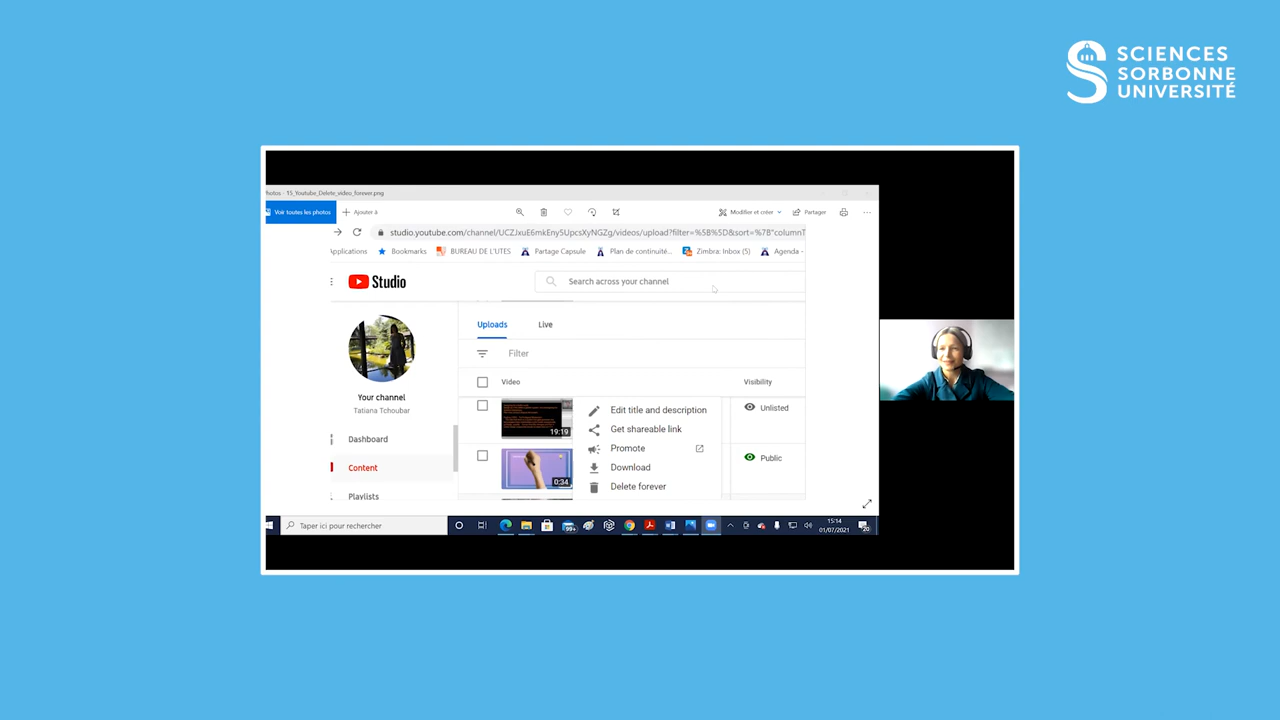 SCIENCES
SORBONNE
UNIVERSITÉ
Photos - 15_Youtube_Delete_video_forever.png
Voir toutes les photos
Ajouter à
Modifier et créer
Partager
studio.youtube.com/channel/UCZJxuE6mkEny5UpcsXyNGZg/videos/upload?filter=%5B%5D&sort=%7B"columnT
Applications
Bookmarks
BUREAU DE L'UTES
Partage Capsule
Plan de continuité...
Zimbra: Inbox (5)
Agenda -
Studio
Search across your channel
Uploads
Live
Filter
Video
Visibility
Your channel
Tatiana Tchoubar
Dashboard
Content
Playlists
19:19
Edit title and description
Unlisted
Get shareable link
Promote
Public
Download
0:34
Delete forever
Taper ici pour rechercher
99+
15:14
01/07/2021
20